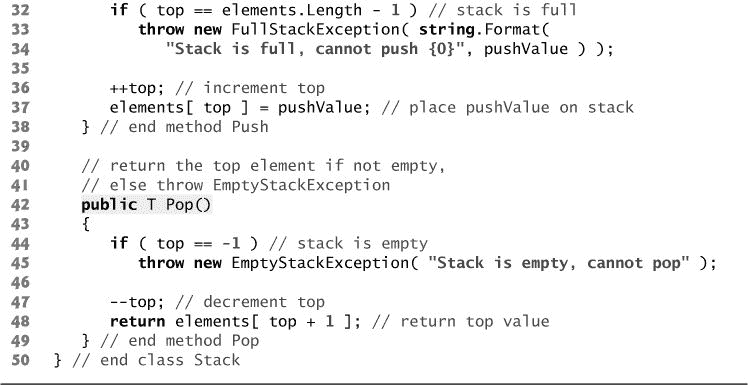 32 if ( top == elements.Length - 1 ) // stack is full
33 throw new FullStackException( string.Format(
34 "Stack is full, cannot push {0}", pushValue ) );
35
36 ++top; // increment top
37 elements[ top ] = pushValue; // place pushValue on stack
38 } // end method Push
39
40 // return the top element if not empty,
41 // else throw EmptyStackException
42 public T Pop()
43 {
44 if ( top == -1 ) // stack is empty
45 throw new EmptyStackException( "Stack is empty, cannot pop" );
46
47 --top; // decrement top
48 return elements[ top + 1 ]; // return top value
49 } // end method Pop
50 } // end class Stack